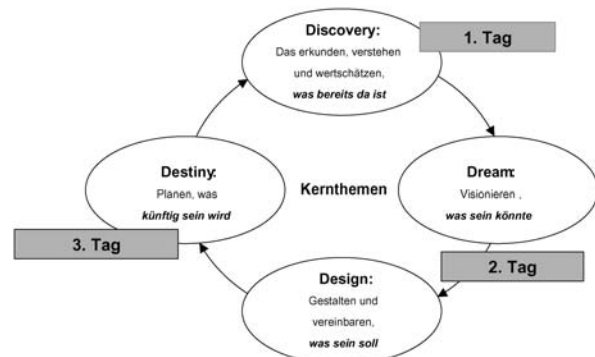 Discovery:
Das erkunden, verstehen
und wertschätzen,
was bereits da ist
1. Tag
Destiny:
Planen, was
künftig sein wird
3. Tag
Kernthemen
Dream:
Visionieren ,
was sein könnte
2. Tag
Design:
Gestalten und
vereinbaren,
was sein soll